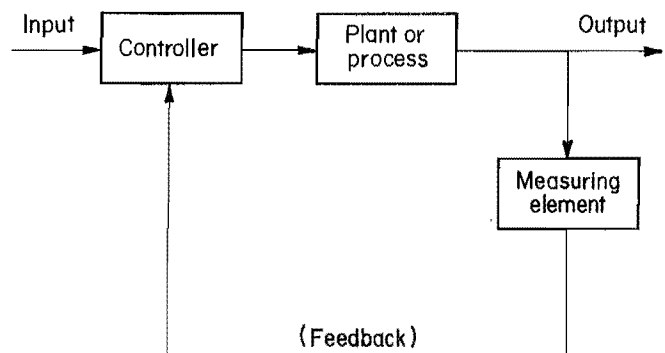 Input
Controller
Plant or
process
Output
Measuring
element
(Feedback)